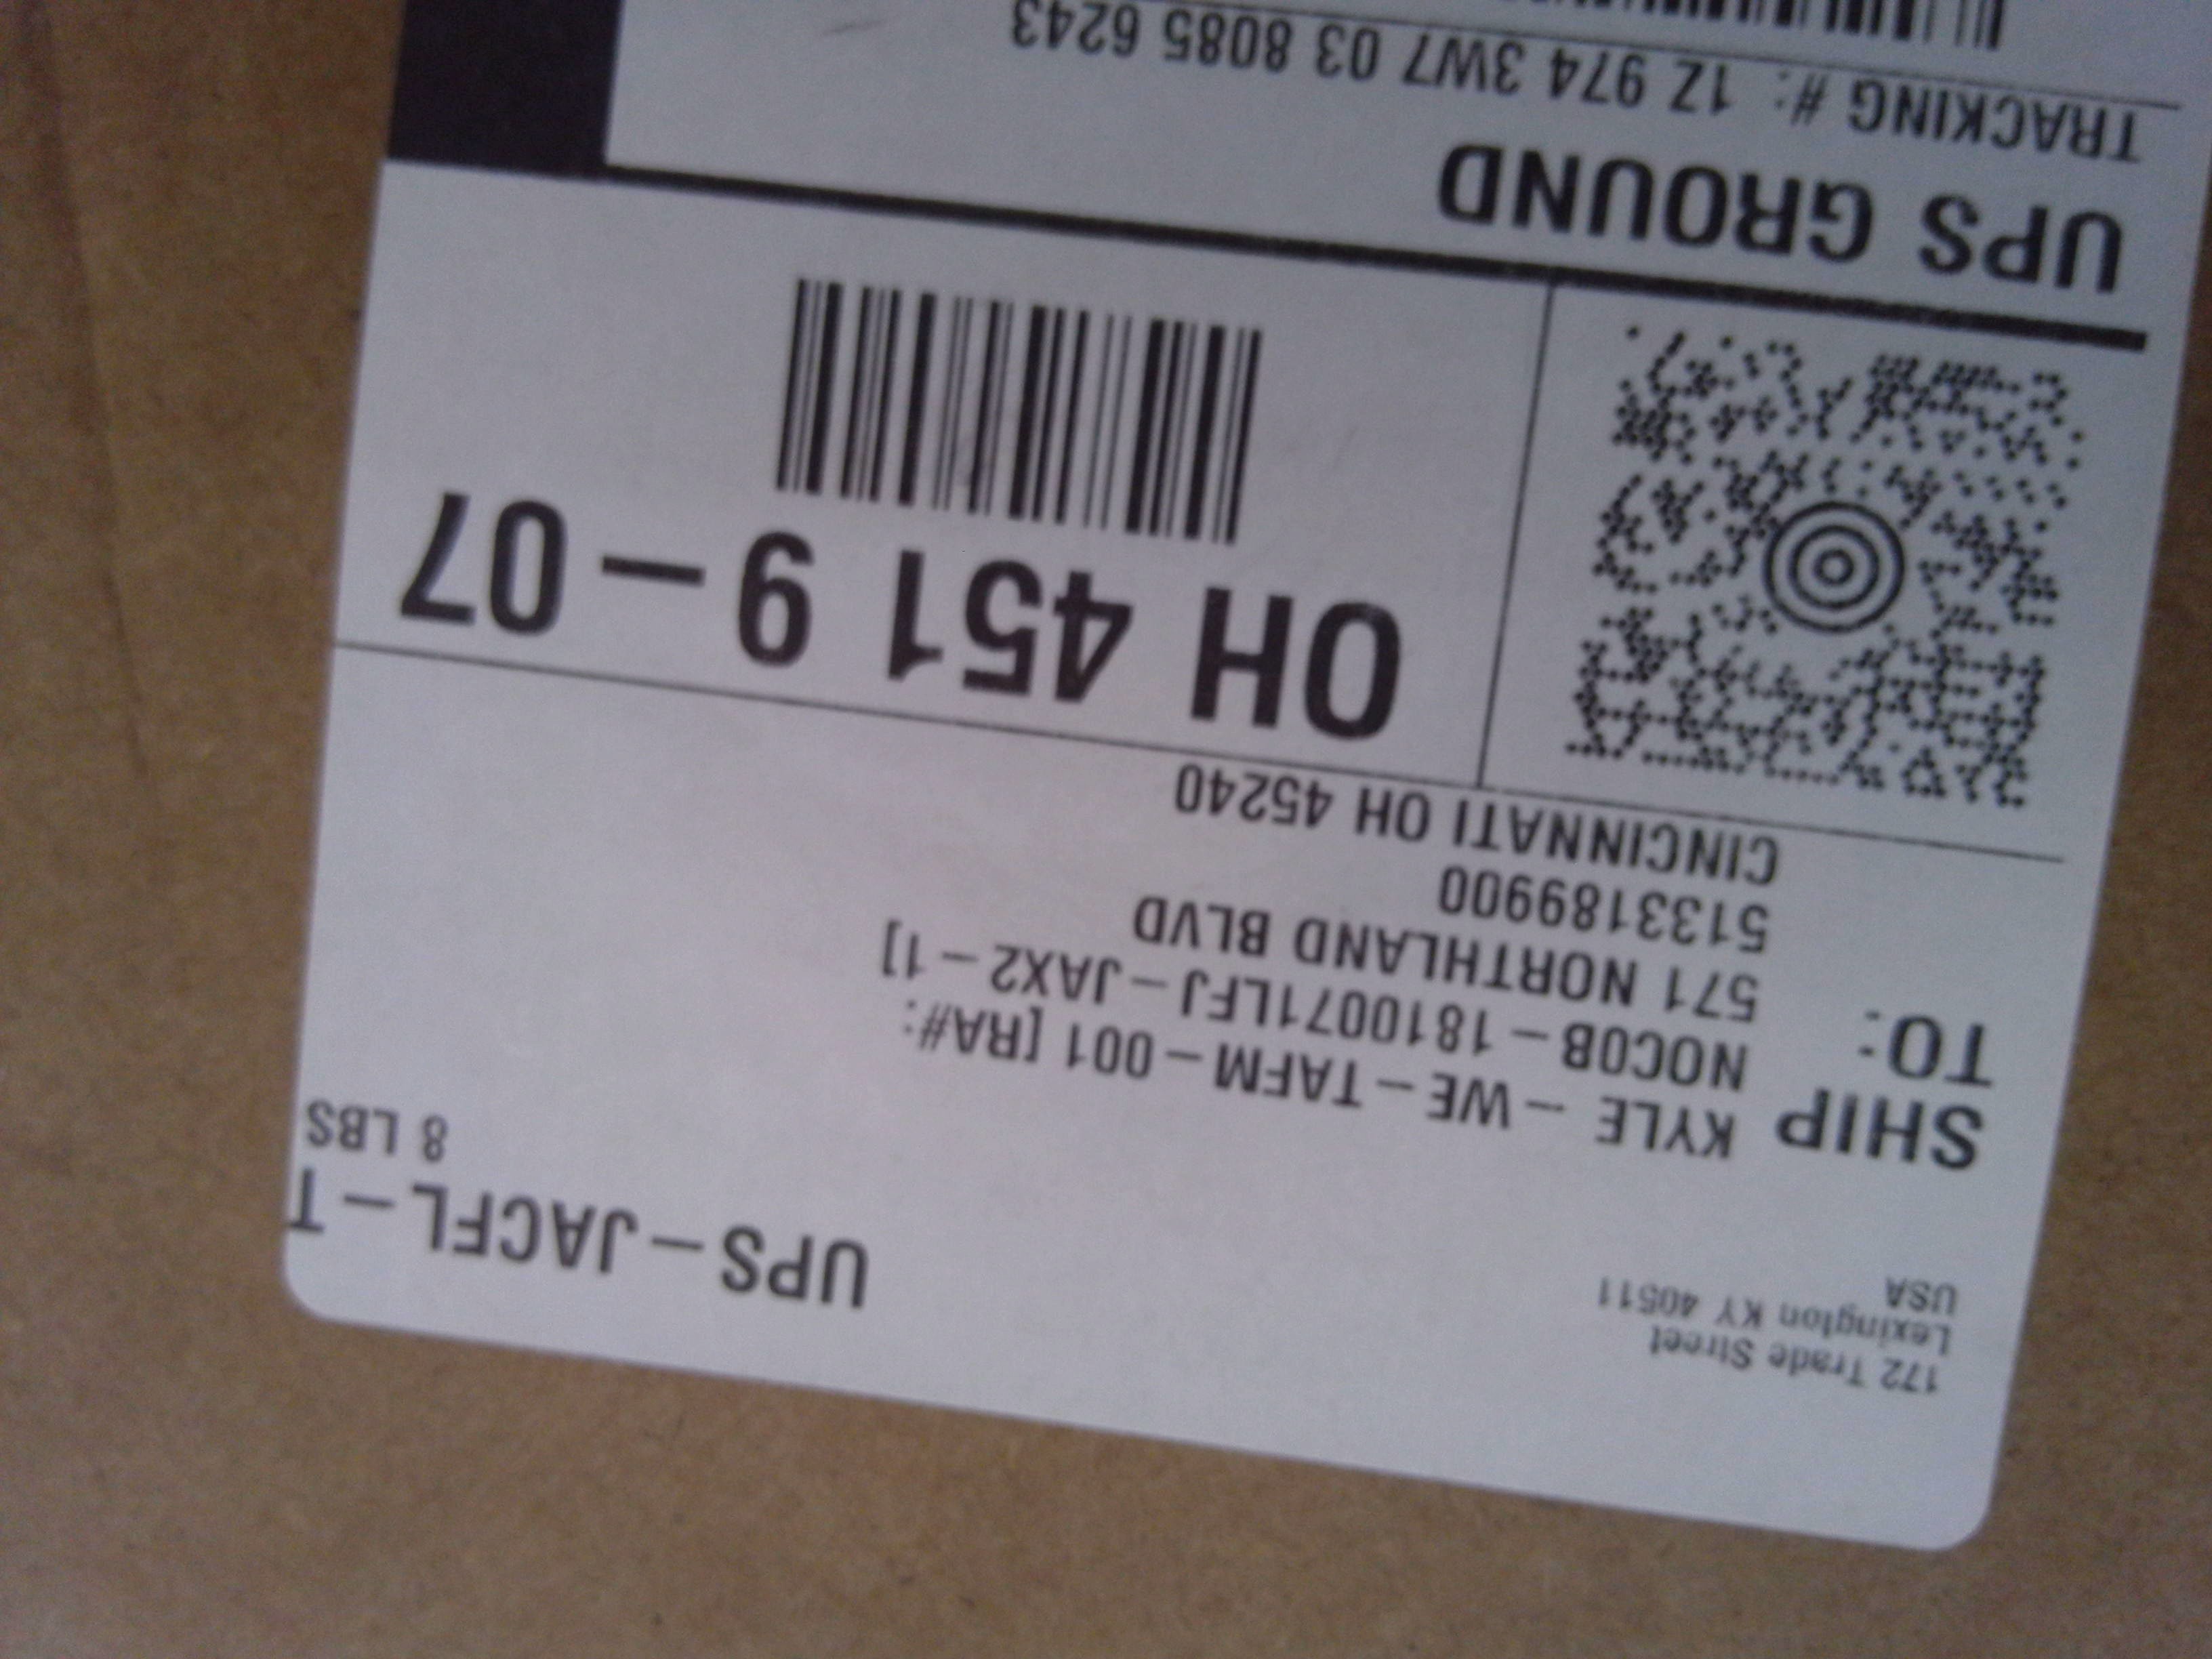 172 Trade Street
Lexington KY 40511
USA
UPS-JACFL-T
8 LBS
SHIP TO:
KYLE - WE-TAFM-001 [RA#:
NOCOB-1810071LFJ-JAX2-1]
571 NORTHLAND BLVD
5133189900
CINCINNATI OH 45240
OH 451 9-07
UPS GROUND
TRACKING #: 1Z 974 3W7 03 8085 6243